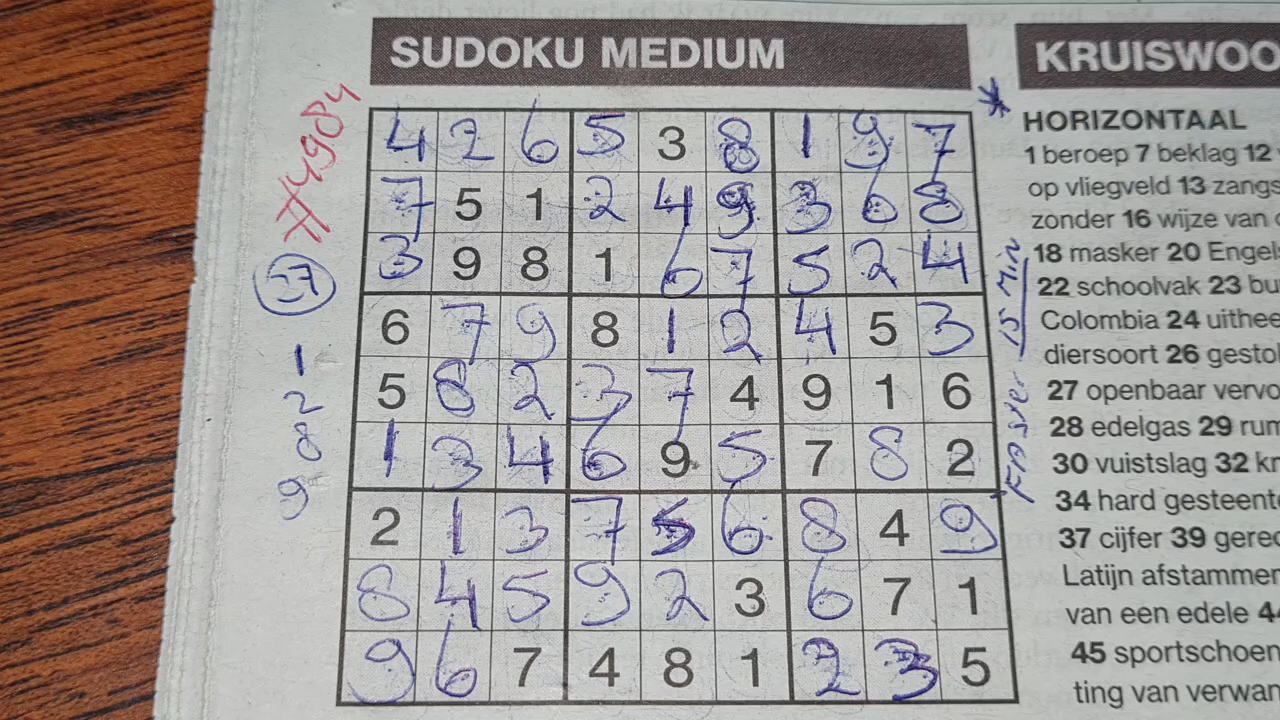 SUDOKU MEDIUM
4 2 6 5 3 8 1 9 7
7 5 1 2 4 9 3 6 8
3 9 8 1 6 7 5 2 4
6 7 9 8 1 2 4 5 3
5 8 2 3 7 4 9 1 6
1 3 4 6 9 5 7 8 2
2 1 3 7 5 6 8 4 9
8 4 5 9 2 3 6 7 1
9 6 7 4 8 1 2 3 5
#4984
Faster 15 Min
*
KRUISWOO
HORIZONTAAL
1 beroep 7 beklag 12
op vliegveld 13 zangs
zonder 16 wijze van
18 masker 20 Engel
22 schoolvak 23 bu
Colombia 24 uithee
diersoort 26 gestol
27 openbaar vervo
28 edelgas 29 rum
30 vuistslag 32 k
34 hard gesteent
37 cijfer 39 gered
Latijn afstammen
van een edele 4
45 sportschoen
ting van verwan